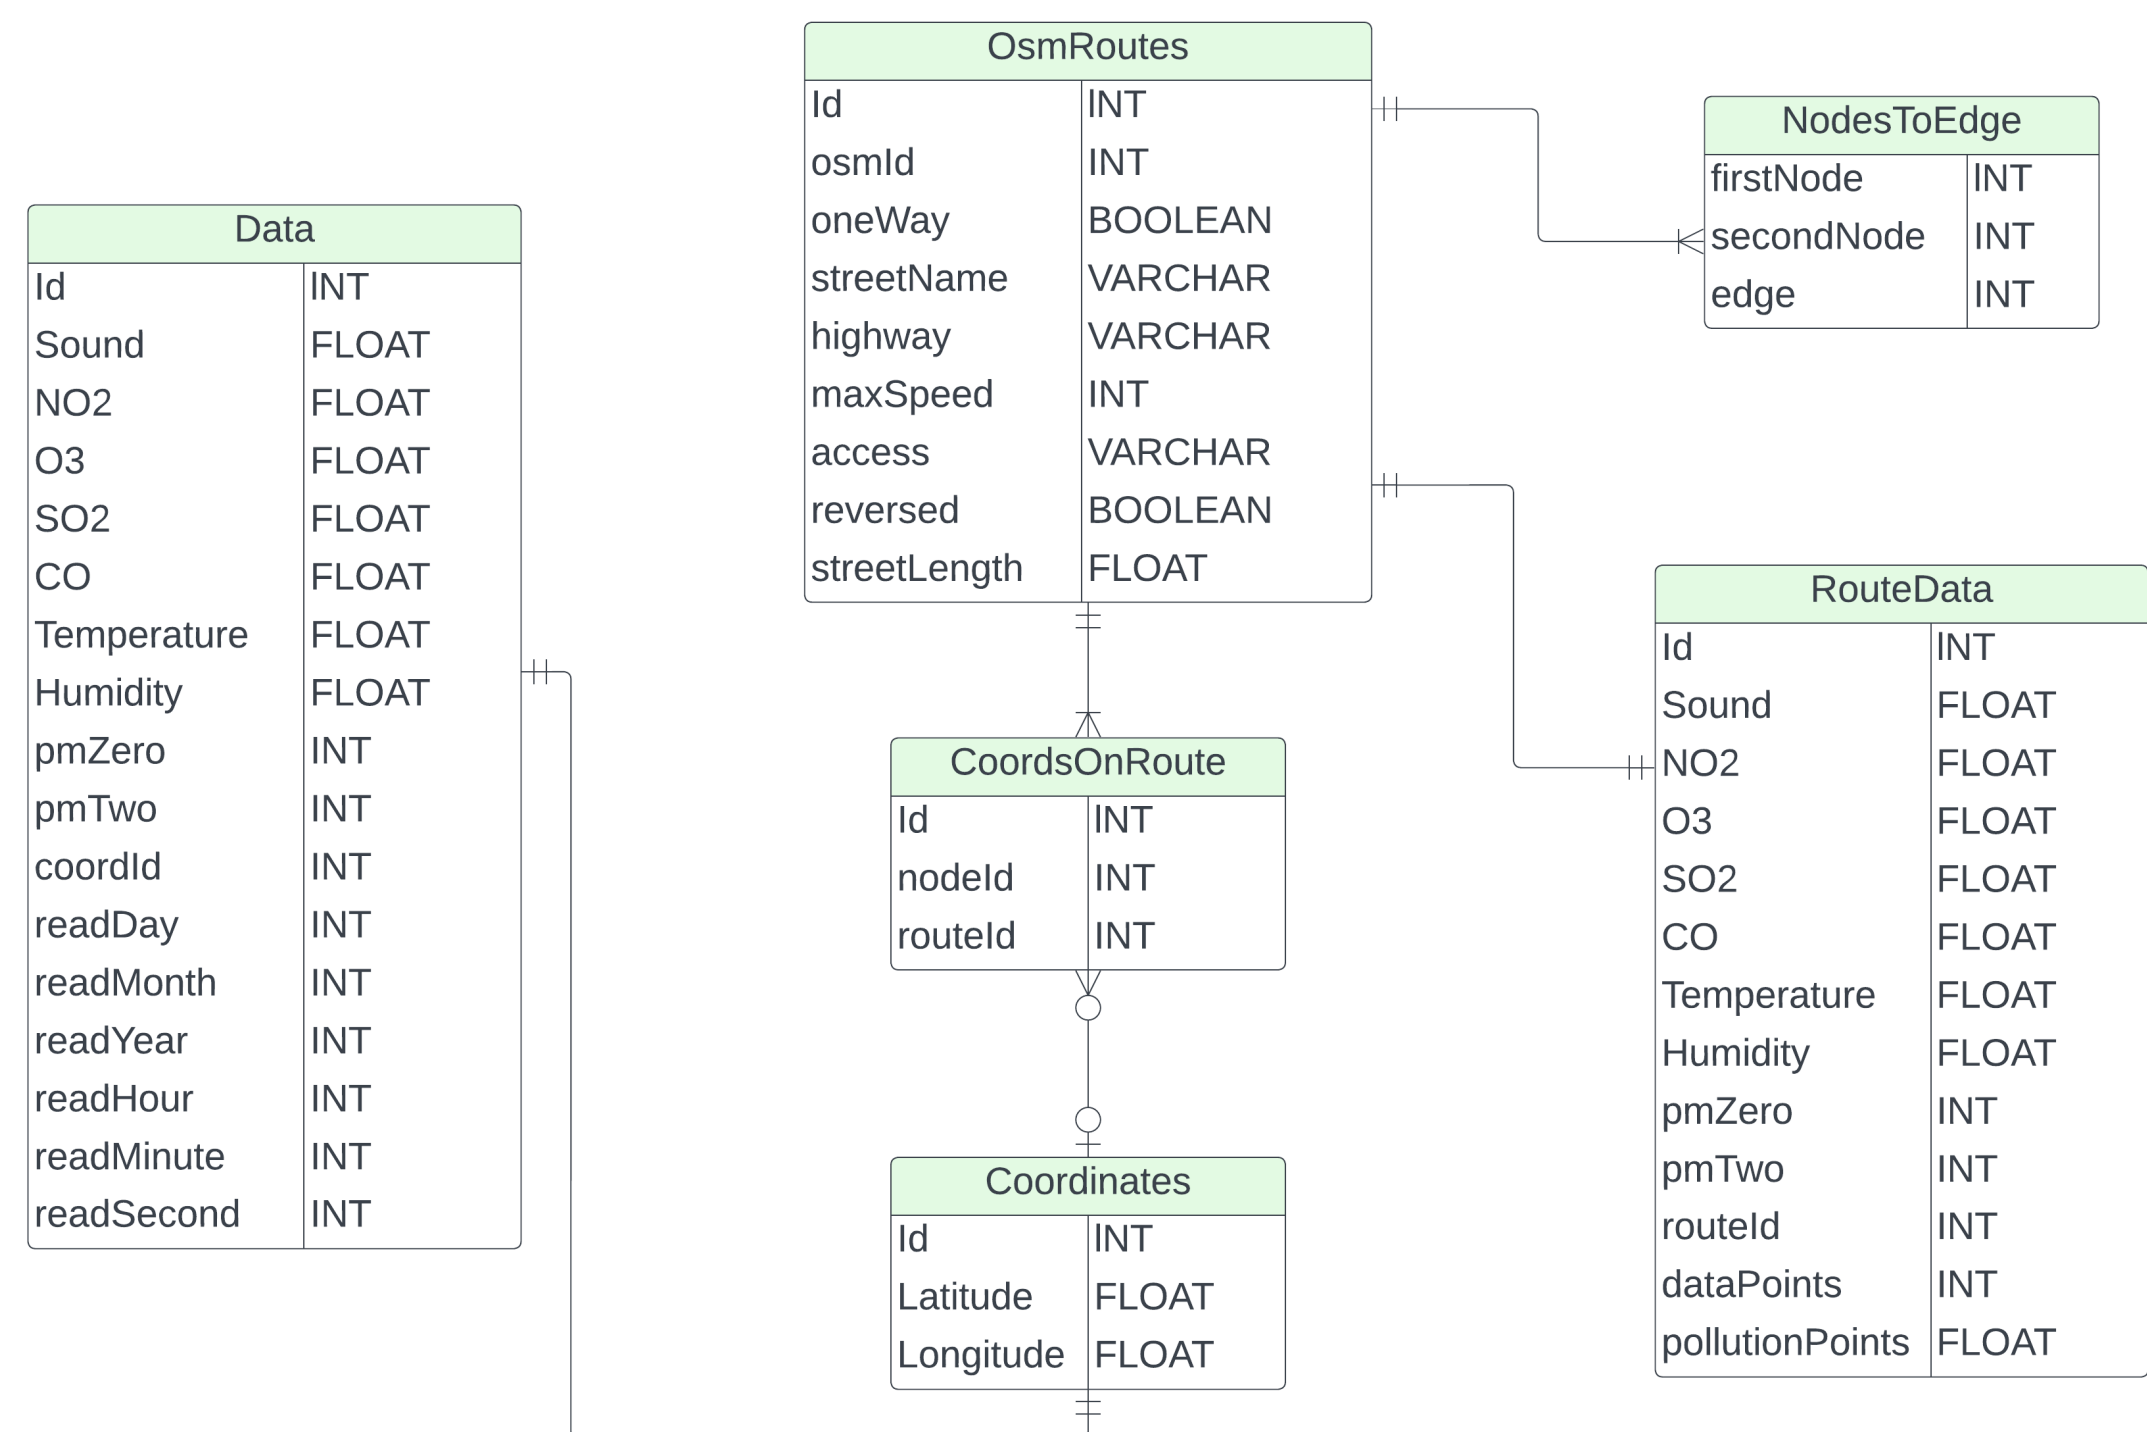 OsmRoutes
Id INT
osmId INT
oneWay BOOLEAN
streetName VARCHAR
highway VARCHAR
maxSpeed INT
access VARCHAR
reversed BOOLEAN
streetLength FLOAT
NodesToEdge
firstNode INT
secondNode INT
edge INT
Data
Id INT
Sound FLOAT
NO2 FLOAT
O3 FLOAT
SO2 FLOAT
CO FLOAT
Temperature FLOAT
Humidity FLOAT
pmZero INT
pmTwo INT
coordId INT
readDay INT
readMonth INT
readYear INT
readHour INT
readMinute INT
readSecond INT
CoordsOnRoute
Id INT
nodeId INT
routeId INT
Coordinates
Id INT
Latitude FLOAT
Longitude FLOAT
RouteData
Id INT
Sound FLOAT
NO2 FLOAT
O3 FLOAT
SO2 FLOAT
CO FLOAT
Temperature FLOAT
Humidity FLOAT
pmZero INT
pmTwo INT
routeId INT
dataPoints INT
pollutionPoints FLOAT